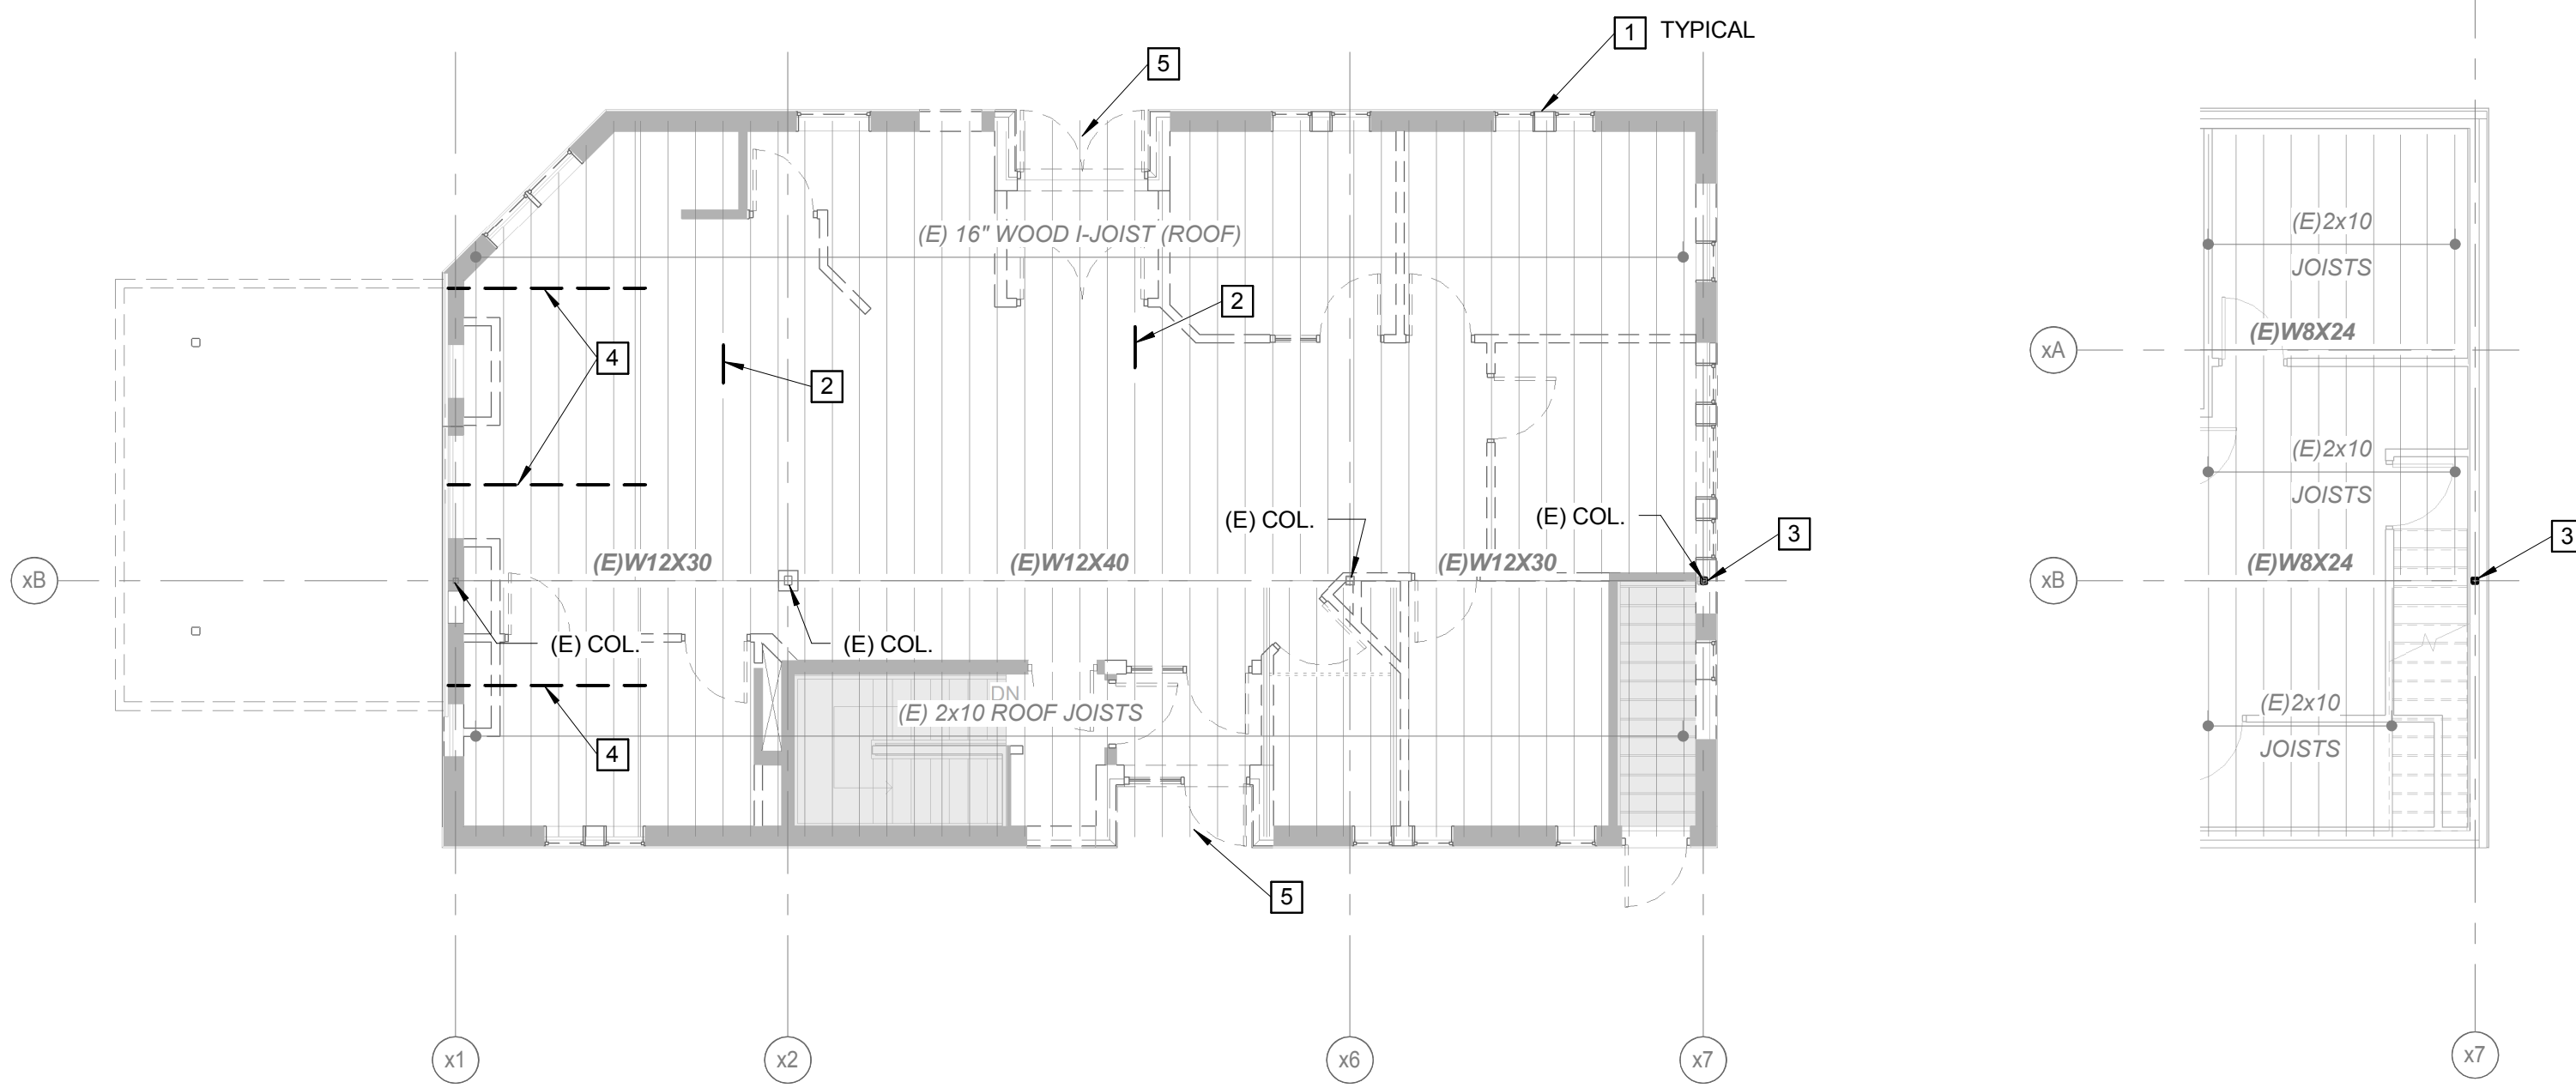 1 TYPICAL
5
(E) 16" WOOD I-JOIST (ROOF)
2
4
2
(E) COL.
(E) COL.
3
xB
(E)W12X30
(E)W12X40
(E)W12X30
(E) COL.
(E) COL.
DN
(E) 2x10 ROOF JOISTS
4
5
x1
x2
x6
x7
(E)2x10
JOISTS
(E)W8X24
xA
(E)2x10
JOISTS
3
xB
(E)W8X24
(E)2x10
JOISTS
x7